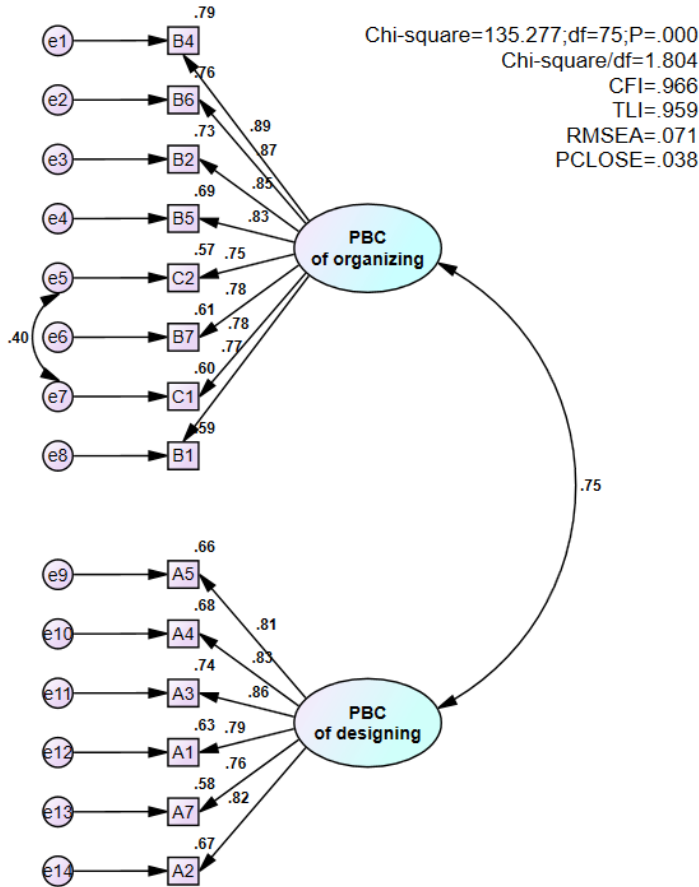 .79
Chi-square=135.277;df=75;P=.000
e1 B4
Chi-square/df=1.804
.76
CFI=.966
e2 B6
TLI=.959
.89
RMSEA=.071
.87
PCLOSE=.038
.73
e3 B2
.85
.69
.83
e4 B5
PBC
of organizing
.57
.75
e5 C2
.78
.61
.78
.40
e6 B7
.77
.60
e7 C1
.59
e8 B1
.75
.66
e9 A5
.81
.68
e10 A4
.83
.74
.86
e11 A3
PBC
of designing
.63
.79
e12 A1
.76
.58
.82
e13 A7
.67
e14 A2